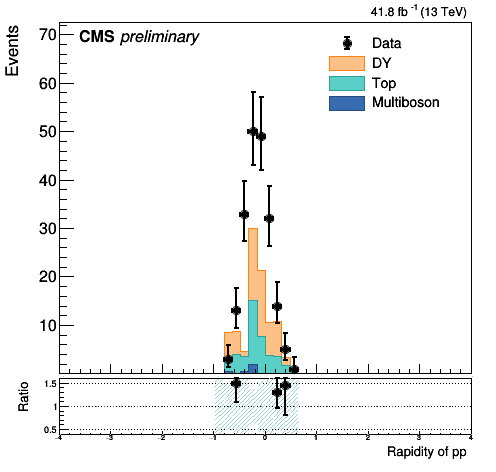 41.8 fb -1 (13 TeV)
CMS preliminary
Events
70
60
50
40
30
20
10
Data
DY
Top
Multiboson
Ratio
1.5
1
0.5
-4 -3 -2 -1 0 1 2 3 4
Rapidity of pp